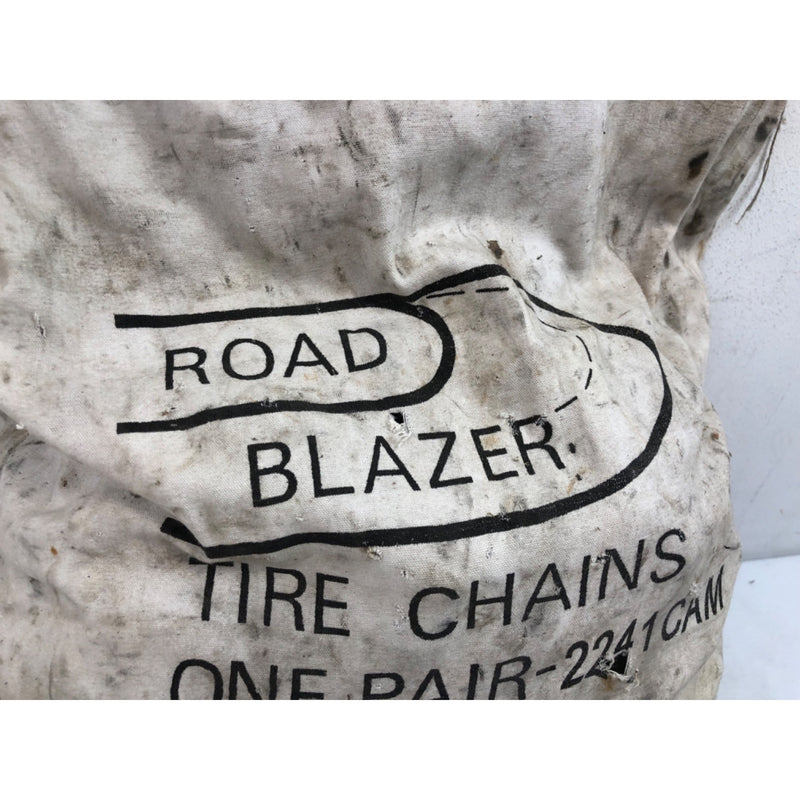 ROAD
BLAZER
TIRE CHAINS
ONE PAIR-2241CAM